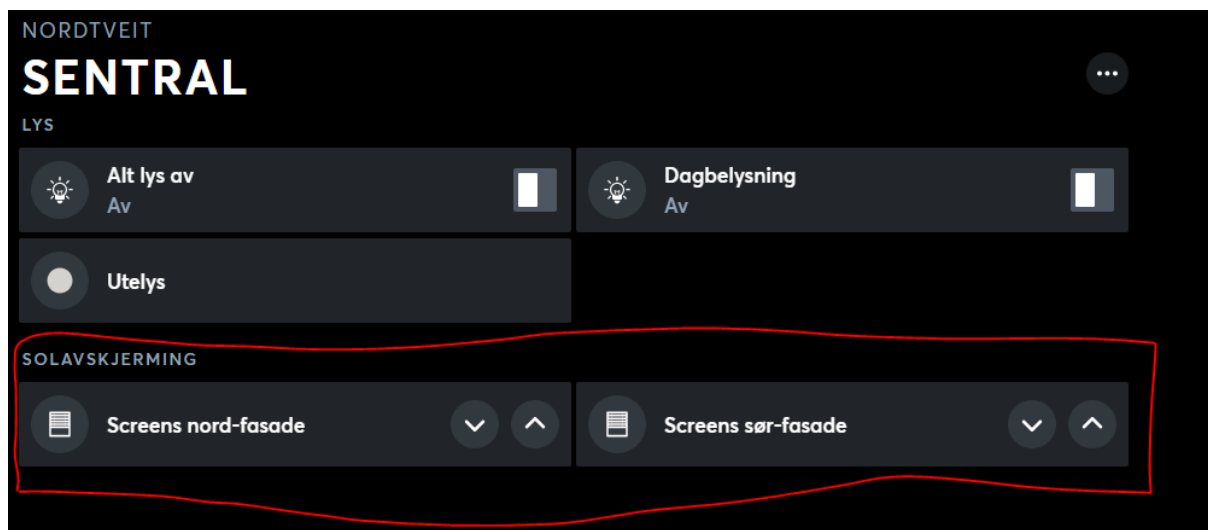 NORDTVEIT
SENTRAL
LYS
Alt lys av
Av
Dagbelysning
Av
Utelys
SOLAVSKJERMING
Screens nord-fasade
Screens sør-fasade